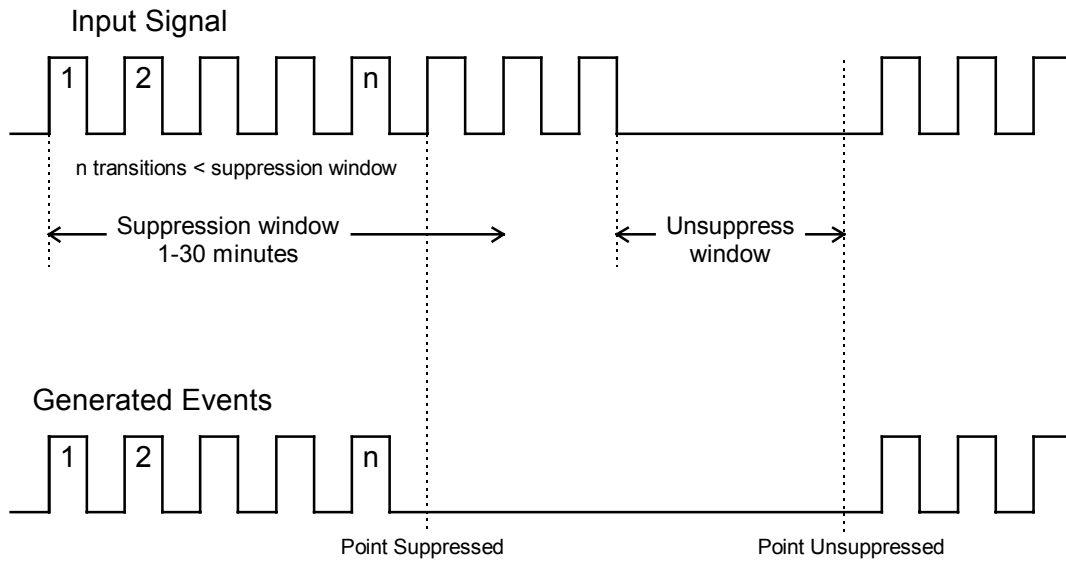 Input Signal
1 2 n
n transitions < suppression window
Suppression window
1-30 minutes
Unsuppress
window
Generated Events
1 2 n
Point Suppressed
Point Unsuppressed